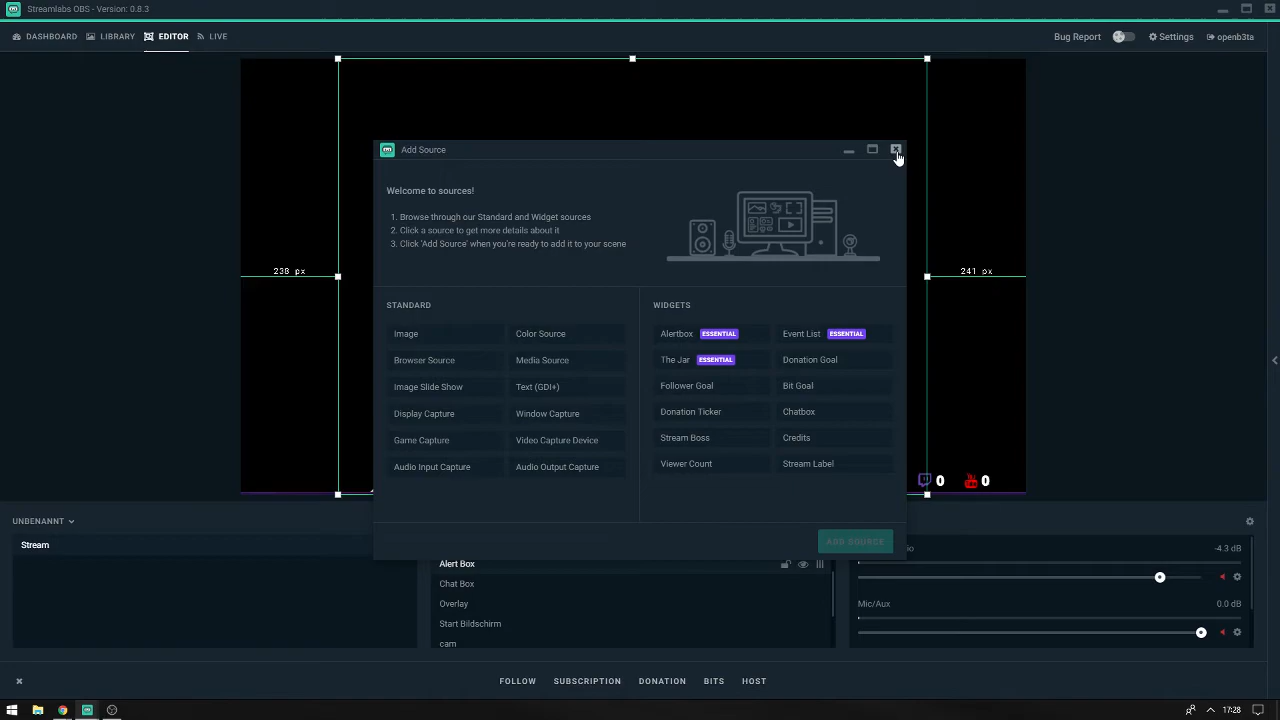 Streamlabs OBS - Version: 0.8.3
DASHBOARD LIBRARY EDITOR LIVE
Bug Report Settings openb3ta
Add Source
Welcome to sources!
1. Browse through our Standard and Widget sources
2. Click a source to get more details about it
3. Click 'Add Source' when you're ready to add it to your scene
238 px
241 px
STANDARD
Image Color Source
Browser Source Media Source
Image Slide Show Text (GDI+)
Display Capture Window Capture
Game Capture Video Capture Device
Audio Input Capture Audio Output Capture
WIDGETS
Alertbox ESSENTIAL Event List ESSENTIAL
The Jar ESSENTIAL Donation Goal
Follower Goal Bit Goal
Donation Ticker Chatbox
Stream Boss Credits
Viewer Count Stream Label
0 0
ADD SOURCE
UNBENANNT
Stream
Alert Box
Chat Box
Overlay
Start Bildschirm
cam
-4.3 dB
Mic/Aux 0.0 dB
FOLLOW SUBSCRIPTION DONATION BITS HOST
17:28